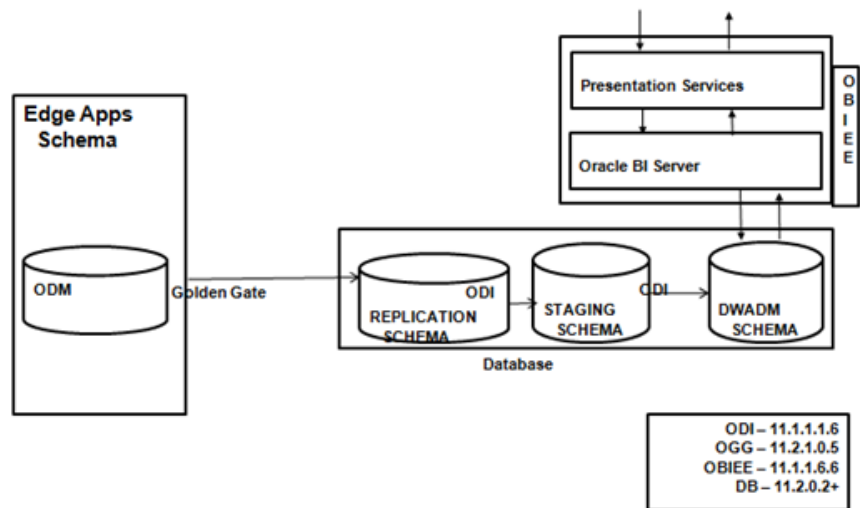 Presentation Services
Oracle BI Server
O
B
I
E
E
Edge Apps
Schema
ODM
Golden Gate
ODI
REPLICATION
SCHEMA
STAGING
SCHEMA
ODI
DWADM
SCHEMA
Database
ODI – 11.1.1.1.6
OGG – 11.2.1.0.5
OBIEE – 11.1.1.6.6
DB – 11.2.0.2+